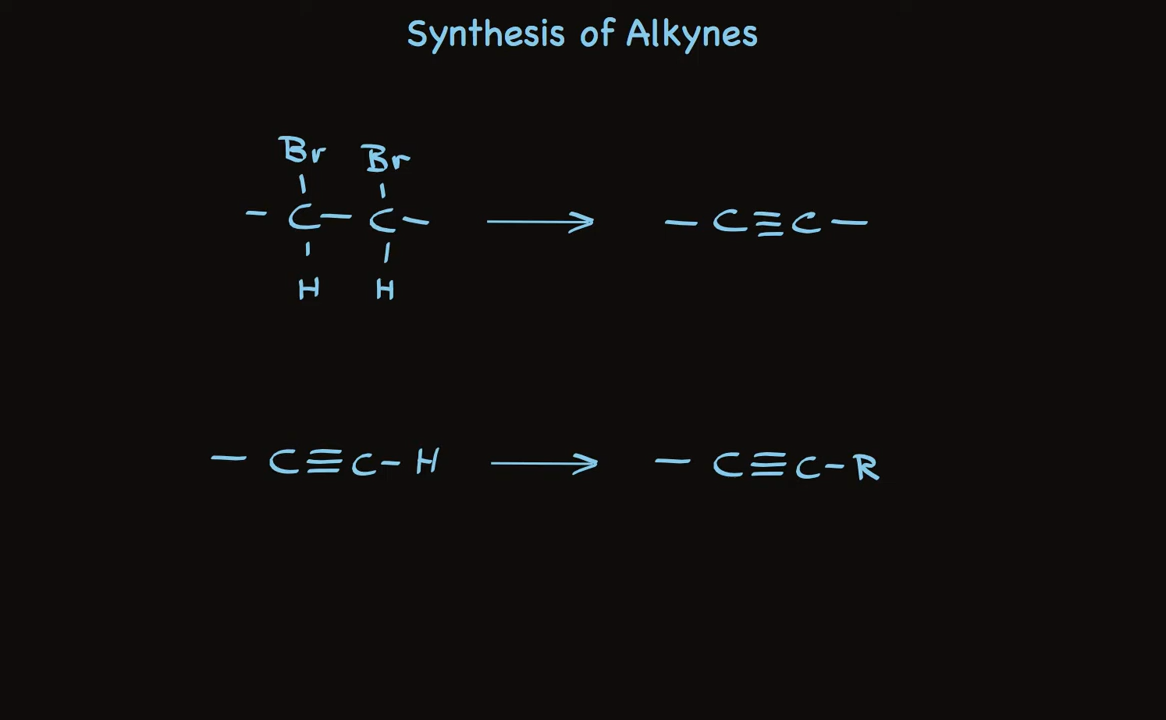 Synthesis of Alkynes
Br Br
- C - C - → - C ≡ C -
H H
- C ≡ C - H → - C ≡ C - R